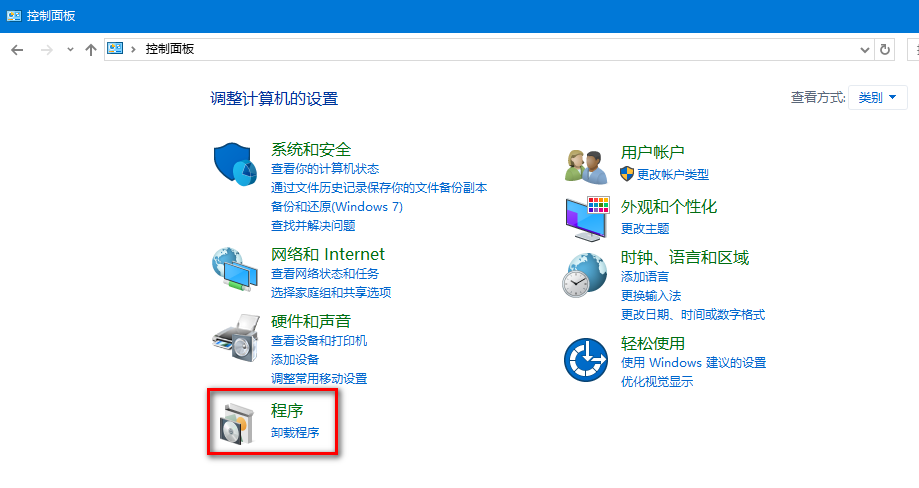 控制面板
控制面板
调整计算机的设置
查看方式: 类别
系统和安全
查看你的计算机状态
通过文件历史记录保存你的文件备份副本
备份和还原(Windows 7)
查找并解决问题
网络和 Internet
查看网络状态和任务
选择家庭组和共享选项
硬件和声音
查看设备和打印机
添加设备
调整常用移动设置
程序
卸载程序
用户帐户
更改帐户类型
外观和个性化
更改主题
时钟、语言和区域
添加语言
更换输入法
更改日期、时间或数字格式
轻松使用
使用 Windows 建议的设置
优化视觉显示